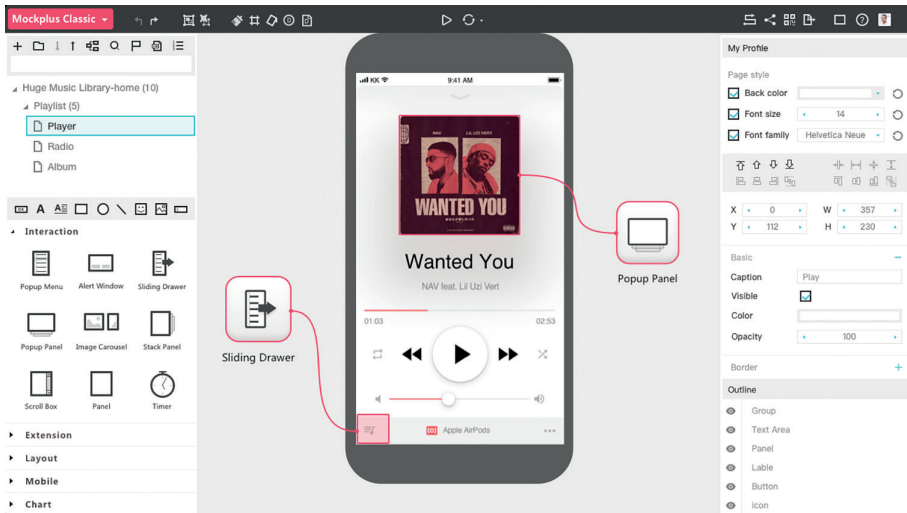 Mockplus Classic
Huge Music Library-home (10)
Playlist (5)
Player
Radio
Album
Interaction
Popup Menu
Alert Window
Sliding Drawer
Popup Panel
Image Carousel
Stack Panel
Scroll Box
Panel
Timer
Extension
Layout
Mobile
Chart
Sliding Drawer
KK
9:41 AM
NAV
LIL UZI VERT
WANTED YOU
Wanted You
NAV feat. Lil Uzi Vert
01:03
02:53
Apple AirPods
Popup Panel
My Profile
Page style
Back color
Font size
14
Font family
Helvetica Neue
X
0
W
357
Y
112
H
230
Basic
Caption
Play
Visible
Color
Opacity
100
Border
Outline
Group
Text Area
Panel
Lable
Button
icon